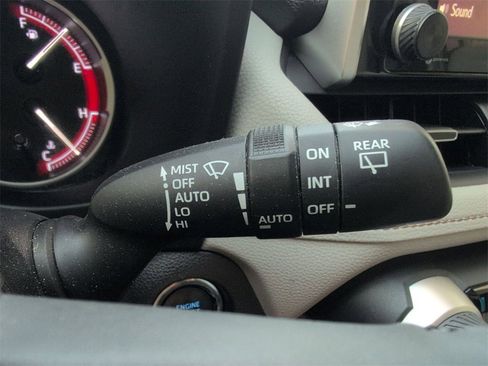 F
E
H
C
Sound
MIST
OFF
AUTO
LO
HI
AUTO
ON
INT
OFF
REAR
ENGINE